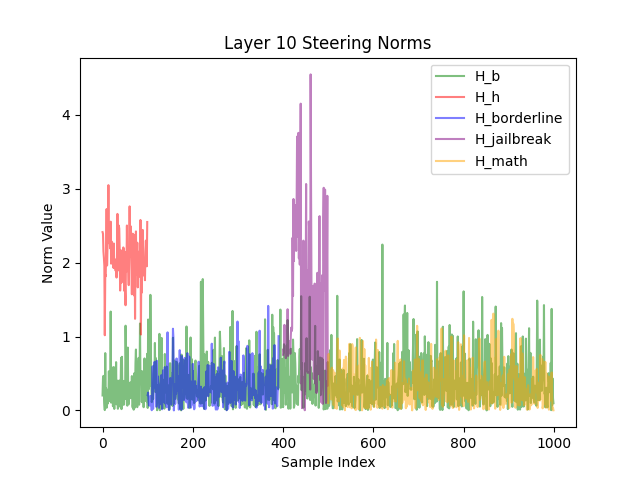 Layer 10 Steering Norms
H_b
H_h
H_borderline
H_jailbreak
H_math
Norm Value
4
3
2
1
0
0
200
400
600
800
1000
Sample Index